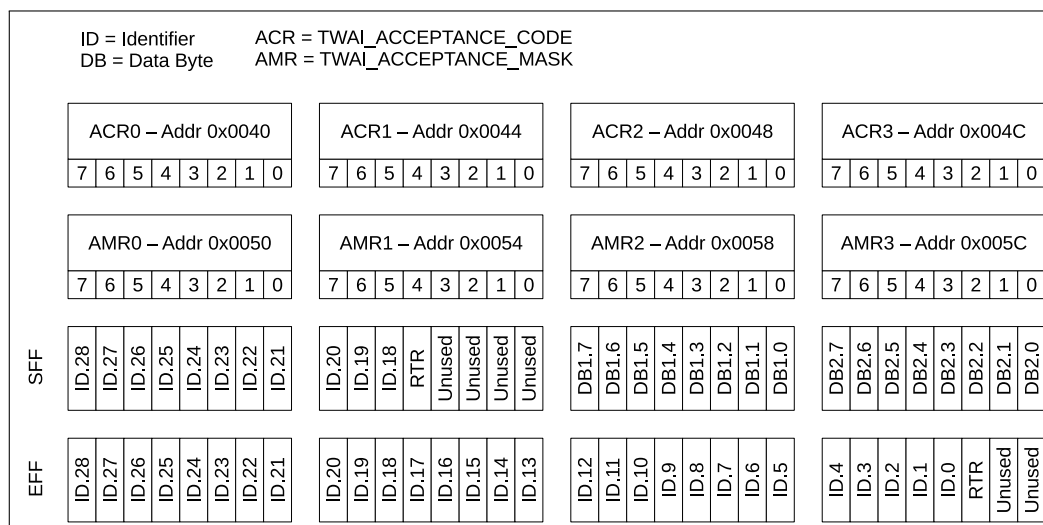 ID = Identifier ACR = TWAI_ACCEPTANCE_CODE
DB = Data Byte AMR = TWAI_ACCEPTANCE_MASK
ACR0 – Addr 0x0040 ACR1 – Addr 0x0044 ACR2 – Addr 0x0048 ACR3 – Addr 0x004C
7 6 5 4 3 2 1 0 7 6 5 4 3 2 1 0 7 6 5 4 3 2 1 0 7 6 5 4 3 2 1 0
AMR0 – Addr 0x0050 AMR1 – Addr 0x0054 AMR2 – Addr 0x0058 AMR3 – Addr 0x005C
7 6 5 4 3 2 1 0 7 6 5 4 3 2 1 0 7 6 5 4 3 2 1 0 7 6 5 4 3 2 1 0
SFF ID.28 ID.27 ID.26 ID.25 ID.24 ID.23 ID.22 ID.21 ID.20 ID.19 ID.18 RTR Unused Unused Unused Unused DB1.7 DB1.6 DB1.5 DB1.4 DB1.3 DB1.2 DB1.1 DB1.0 DB2.7 DB2.6 DB2.5 DB2.4 DB2.3 DB2.2 DB2.1 DB2.0
EFF ID.28 ID.27 ID.26 ID.25 ID.24 ID.23 ID.22 ID.21 ID.20 ID.19 ID.18 ID.17 ID.16 ID.15 ID.14 ID.13 ID.12 ID.11 ID.10 ID.9 ID.8 ID.7 ID.6 ID.5 ID.4 ID.3 ID.2 ID.1 ID.0 RTR Unused Unused